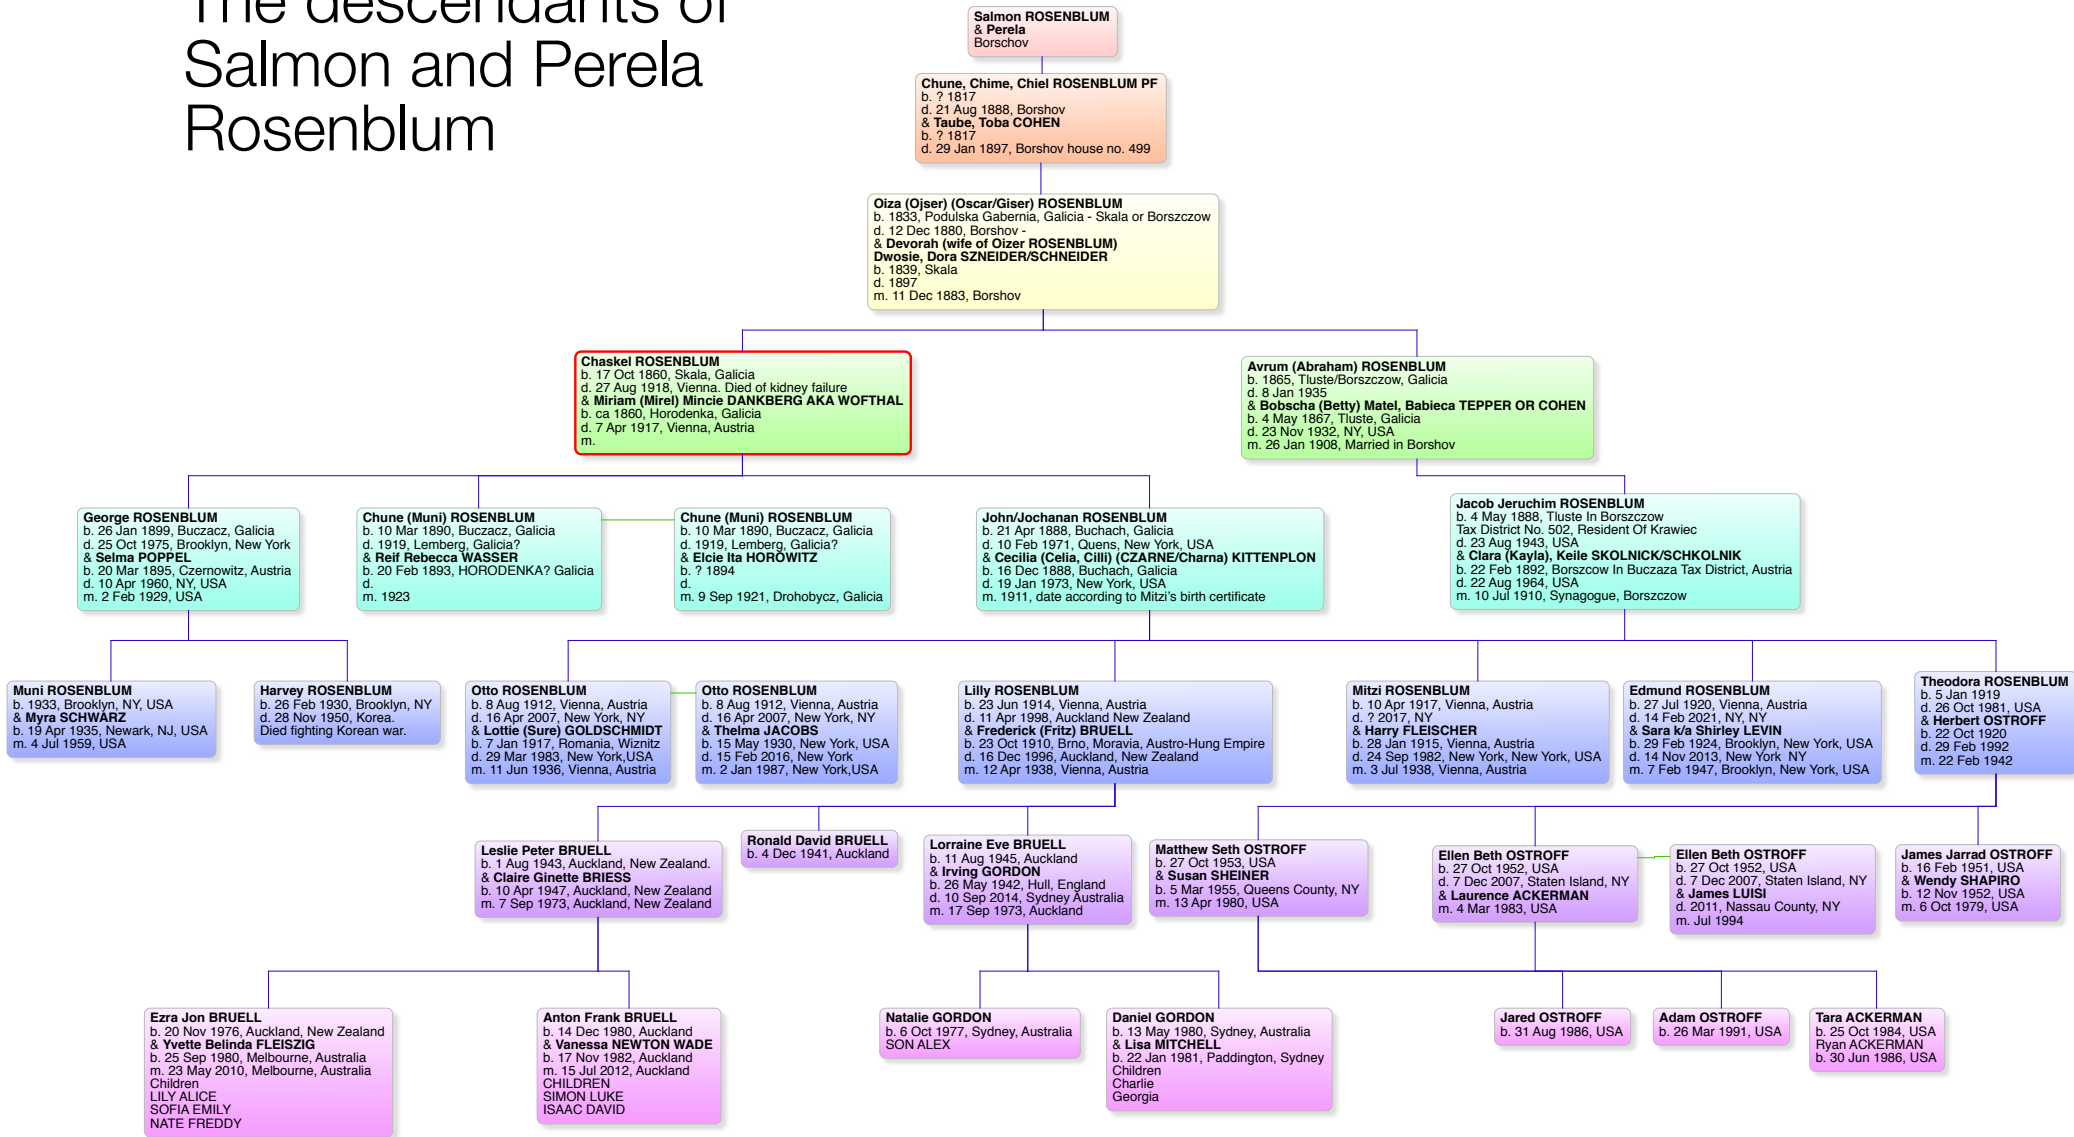 The descendants of
Salmon and Perela
Rosenblum
Salmon ROSENBLUM
& Perela
Borschov
Chune, Chime, Chiel ROSENBLUM PF
b. ? 1817
d. 21 Aug 1888, Borshov
& Taube, Toba COHEN
b. ? 1817
d. 29 Jan 1897, Borshov house no. 499
Oiza (Ojser) (Oscar/Giser) ROSENBLUM
b. 1833, Podulska Gabernia, Galicia - Skala or Borszczow
d. 12 Dec 1880, Borshov -
& Devorah (wife of Oizer ROSENBLUM)
Dwosie, Dora SZNEIDER/SCHNEIDER
b. 1839, Skala
d. 1897
m. 11 Dec 1883, Borshov
Chaskel ROSENBLUM
b. 17 Oct 1860, Skala, Galicia
d. 27 Aug 1918, Vienna. Died of kidney failure
& Miriam (Mirel) Mincie DANKBERG AKA WOFTHAL
b. ca 1860, Horodenka, Galicia
d. 7 Apr 1917, Vienna, Austria
m.
Avrum (Abraham) ROSENBLUM
b. 1865, Tluste/Borszczow, Galicia
d. 8 Jan 1935
& Bobscha (Betty) Matel, Babieca TEPPER OR COHEN
b. 4 May 1867, Tluste, Galicia
d. 23 Nov 1932, NY, USA
m. 26 Jan 1908, Married in Borshov
George ROSENBLUM
b. 26 Jan 1899, Buczacz, Galicia
d. 25 Oct 1975, Brooklyn, New York
& Selma POPPEL
b. 20 Mar 1895, Czernowitz, Austria
d. 10 Apr 1960, NY, USA
m. 2 Feb 1929, USA
Chune (Muni) ROSENBLUM
b. 10 Mar 1890, Buczacz, Galicia
d. 1919, Lemberg, Galicia?
& Reif Rebecca WASSER
b. 20 Feb 1893, HORODENKA? Galicia
d.
m. 1923
Chune (Muni) ROSENBLUM
b. 10 Mar 1890, Buczacz, Galicia
d. 1919, Lemberg, Galicia?
& Elcie Ita HOROWITZ
b. ? 1894
d.
m. 9 Sep 1921, Drohobycz, Galicia
John/Jochanan ROSENBLUM
b. 21 Apr 1888, Buchach, Galicia
d. 10 Feb 1971, Quens, New York, USA
& Cecilia (Celia, Cilli) (CZARNE/Charna) KITTENPLON
b. 16 Dec 1888, Buchach, Galicia
d. 19 Jan 1973, New York, USA
m. 1911, date according to Mitzi's birth certificate
Jacob Jeruchim ROSENBLUM
b. 4 May 1888, Tluste In Borszczow
Tax District No. 502, Resident Of Krawiec
d. 23 Aug 1943, USA
& Clara (Kayla), Keile SKOLNICK/SCHKOLNIK
b. 22 Feb 1892, Borszcow In Buczaza Tax District, Austria
d. 22 Aug 1964, USA
m. 10 Jul 1910, Synagogue, Borszczow
Muni ROSENBLUM
b. 1933, Brooklyn, NY, USA
& Myra SCHWARZ
b. 19 Apr 1935, Newark, NJ, USA
m. 4 Jul 1959, USA
Harvey ROSENBLUM
b. 26 Feb 1930, Brooklyn, NY
d. 28 Nov 1950, Korea.
Died fighting Korean war.
Otto ROSENBLUM
b. 8 Aug 1912, Vienna, Austria
d. 16 Apr 2007, New York, NY
& Lottie (Sure) GOLDSCHMIDT
b. 7 Jan 1917, Romania, Wiznitz
d. 29 Mar 1983, New York,USA
m. 11 Jun 1936, Vienna, Austria
Otto ROSENBLUM
b. 8 Aug 1912, Vienna, Austria
d. 16 Apr 2007, New York, NY
& Thelma JACOBS
b. 15 May 1930, New York, USA
d. 15 Feb 2016, New York
m. 2 Jan 1987, New York,USA
Lilly ROSENBLUM
b. 23 Jun 1914, Vienna, Austria
d. 11 Apr 1998, Auckland New Zealand
& Frederick (Fritz) BRUELL
b. 23 Oct 1910, Brno, Moravia, Austro-Hung Empire
d. 16 Dec 1996, Auckland, New Zealand
m. 12 Apr 1938, Vienna, Austria
Mitzi ROSENBLUM
b. 10 Apr 1917, Vienna, Austria
d. ? 2017, NY
& Harry FLEISCHER
b. 28 Jan 1915, Vienna, Austria
d. 24 Sep 1982, New York, New York, USA
m. 3 Jul 1938, Vienna, Austria
Edmund ROSENBLUM
b. 27 Jul 1920, Vienna, Austria
d. 14 Feb 2021, NY, NY
& Sara k/a Shirley LEVIN
b. 29 Feb 1924, Brooklyn, New York, USA
d. 14 Nov 2013, New York NY
m. 7 Feb 1947, Brooklyn, New York, USA
Theodora ROSENBLUM
b. 5 Jan 1919
d. 26 Oct 1981, USA
& Herbert OSTROFF
b. 22 Oct 1920
d. 29 Feb 1992
m. 22 Feb 1942
Leslie Peter BRUELL
b. 1 Aug 1943, Auckland, New Zealand.
& Claire Ginette BRIESS
b. 10 Apr 1947, Auckland, New Zealand
m. 7 Sep 1973, Auckland, New Zealand
Ronald David BRUELL
b. 4 Dec 1941, Auckland
Lorraine Eve BRUELL
b. 11 Aug 1945, Auckland
& Irving GORDON
b. 26 May 1942, Hull, England
d. 10 Sep 2014, Sydney Australia
m. 17 Sep 1973, Auckland
Matthew Seth OSTROFF
b. 27 Oct 1953, USA
& Susan SHEINER
b. 5 Mar 1955, Queens County, NY
m. 13 Apr 1980, USA
Ellen Beth OSTROFF
b. 27 Oct 1952, USA
d. 7 Dec 2007, Staten Island, NY
& Laurence ACKERMAN
m. 4 Mar 1983, USA
Ellen Beth OSTROFF
b. 27 Oct 1952, USA
d. 7 Dec 2007, Staten Island, NY
& James LUISI
d. 2011, Nassau County, NY
m. Jul 1994
James Jarrad OSTROFF
b. 16 Feb 1951, USA
& Wendy SHAPIRO
b. 12 Nov 1952, USA
m. 6 Oct 1979, USA
Ezra Jon BRUELL
b. 20 Nov 1976, Auckland, New Zealand
& Yvette Belinda FLEISZIG
b. 25 Sep 1980, Melbourne, Australia
m. 23 May 2010, Melbourne, Australia
Children
LILY ALICE
SOFIA EMILY
NATE FREDDY
Anton Frank BRUELL
b. 14 Dec 1980, Auckland
& Vanessa NEWTON WADE
b. 17 Nov 1982, Auckland
m. 15 Jul 2012, Auckland
CHILDREN
SIMON LUKE
ISAAC DAVID
Natalie GORDON
b. 6 Oct 1977, Sydney, Australia
SON ALEX
Daniel GORDON
b. 13 May 1980, Sydney, Australia
& Lisa MITCHELL
b. 22 Jan 1981, Paddington, Sydney
Children
Charlie
Georgia
Jared OSTROFF
b. 31 Aug 1986, USA
Adam OSTROFF
b. 26 Mar 1991, USA
Tara ACKERMAN
b. 25 Oct 1984, USA
Ryan ACKERMAN
b. 30 Jun 1986, USA